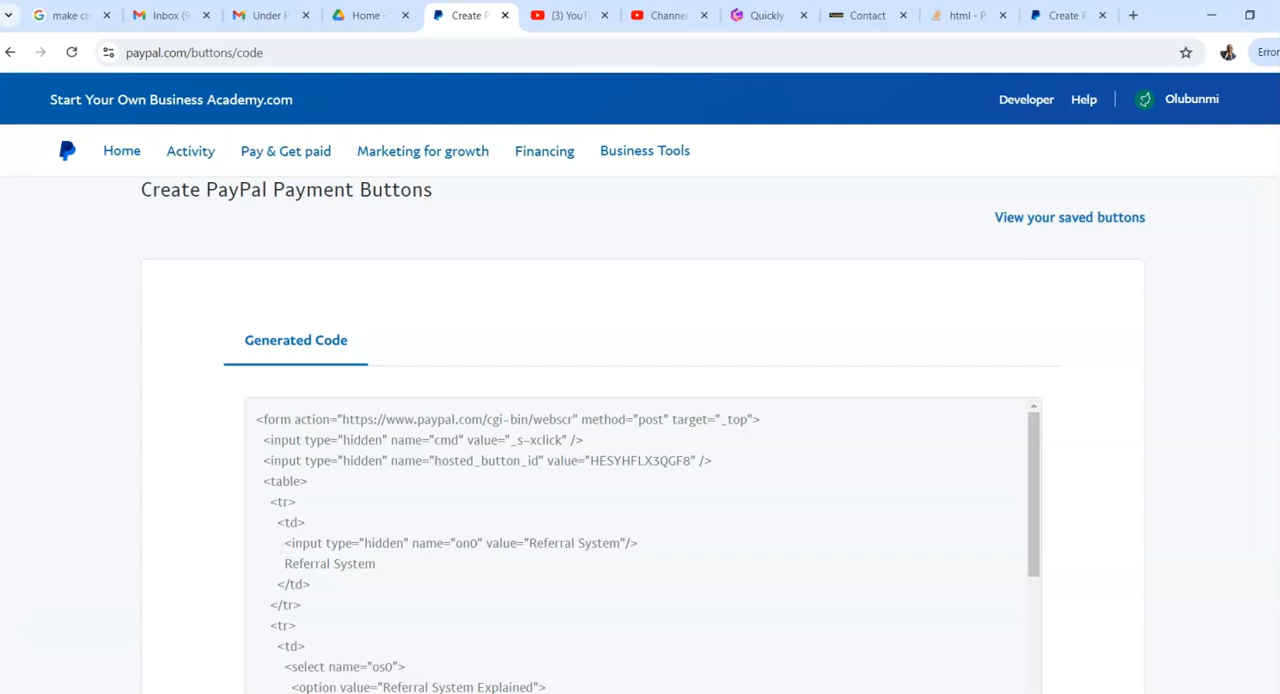 make ch
Inbox (9
Under P
Home -
Create P
(3) YouT
Channel
Quickly
Contact
html - P
Create P
paypal.com/buttons/code
Error
Start Your Own Business Academy.com
Developer
Help
Olubunmi
Home
Activity
Pay & Get paid
Marketing for growth
Financing
Business Tools
Create PayPal Payment Buttons
View your saved buttons
Generated Code
<form action="https://www.paypal.com/cgi-bin/webscr" method="post" target="_top">
<input type="hidden" name="cmd" value="_s-xclick" />
<input type="hidden" name="hosted_button_id" value="HESYHFLX3QGF8" />
<table>
<tr>
<td>
<input type="hidden" name="on0" value="Referral System"/>
Referral System
</td>
</tr>
<tr>
<td>
<select name="os0">
<option value="Referral System Explained">